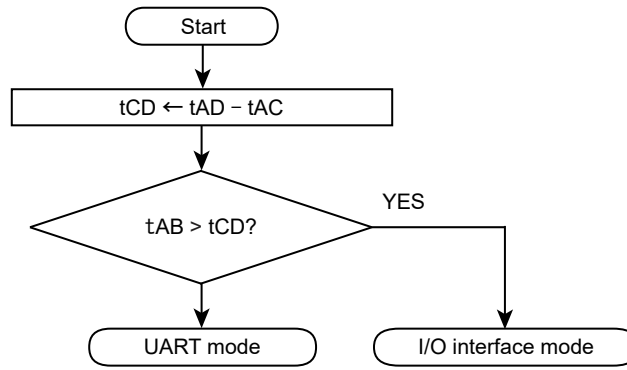 Start
tCD ← tAD − tAC
tAB > tCD?
YES
UART mode
I/O interface mode